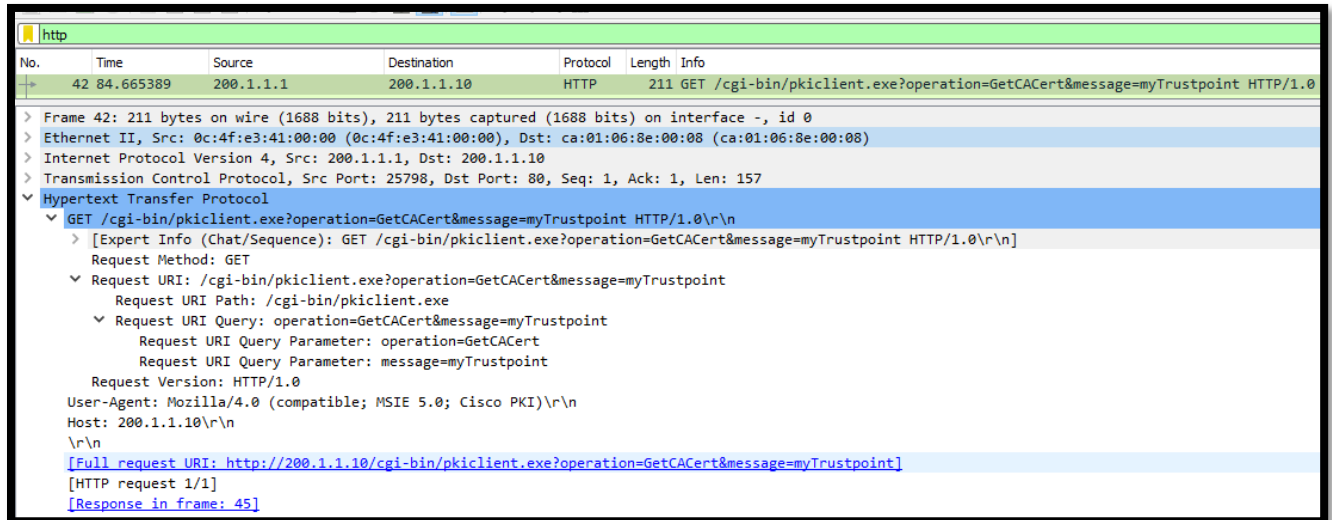 http
No. Time Source Destination Protocol Length Info
42 84.665389 200.1.1.1 200.1.1.10 HTTP 211 GET /cgi-bin/pkiclient.exe?operation=GetCACert&message=myTrustpoint HTTP/1.0
> Frame 42: 211 bytes on wire (1688 bits), 211 bytes captured (1688 bits) on interface -, id 0
> Ethernet II, Src: 0c:4f:e3:41:00:00 (0c:4f:e3:41:00:00), Dst: ca:01:06:8e:00:08 (ca:01:06:8e:00:08)
> Internet Protocol Version 4, Src: 200.1.1.1, Dst: 200.1.1.10
> Transmission Control Protocol, Src Port: 25798, Dst Port: 80, Seq: 1, Ack: 1, Len: 157
Hypertext Transfer Protocol
GET /cgi-bin/pkiclient.exe?operation=GetCACert&message=myTrustpoint HTTP/1.0\r\n
> [Expert Info (Chat/Sequence): GET /cgi-bin/pkiclient.exe?operation=GetCACert&message=myTrustpoint HTTP/1.0\r\n]
Request Method: GET
Request URI: /cgi-bin/pkiclient.exe?operation=GetCACert&message=myTrustpoint
Request URI Path: /cgi-bin/pkiclient.exe
Request URI Query: operation=GetCACert&message=myTrustpoint
Request URI Query Parameter: operation=GetCACert
Request URI Query Parameter: message=myTrustpoint
Request Version: HTTP/1.0
User-Agent: Mozilla/4.0 (compatible; MSIE 5.0; Cisco PKI)\r\n
Host: 200.1.1.10\r\n
\r\n
[Full request URI: http://200.1.1.10/cgi-bin/pkiclient.exe?operation=GetCACert&message=myTrustpoint]
[HTTP request 1/1]
[Response in frame: 45]